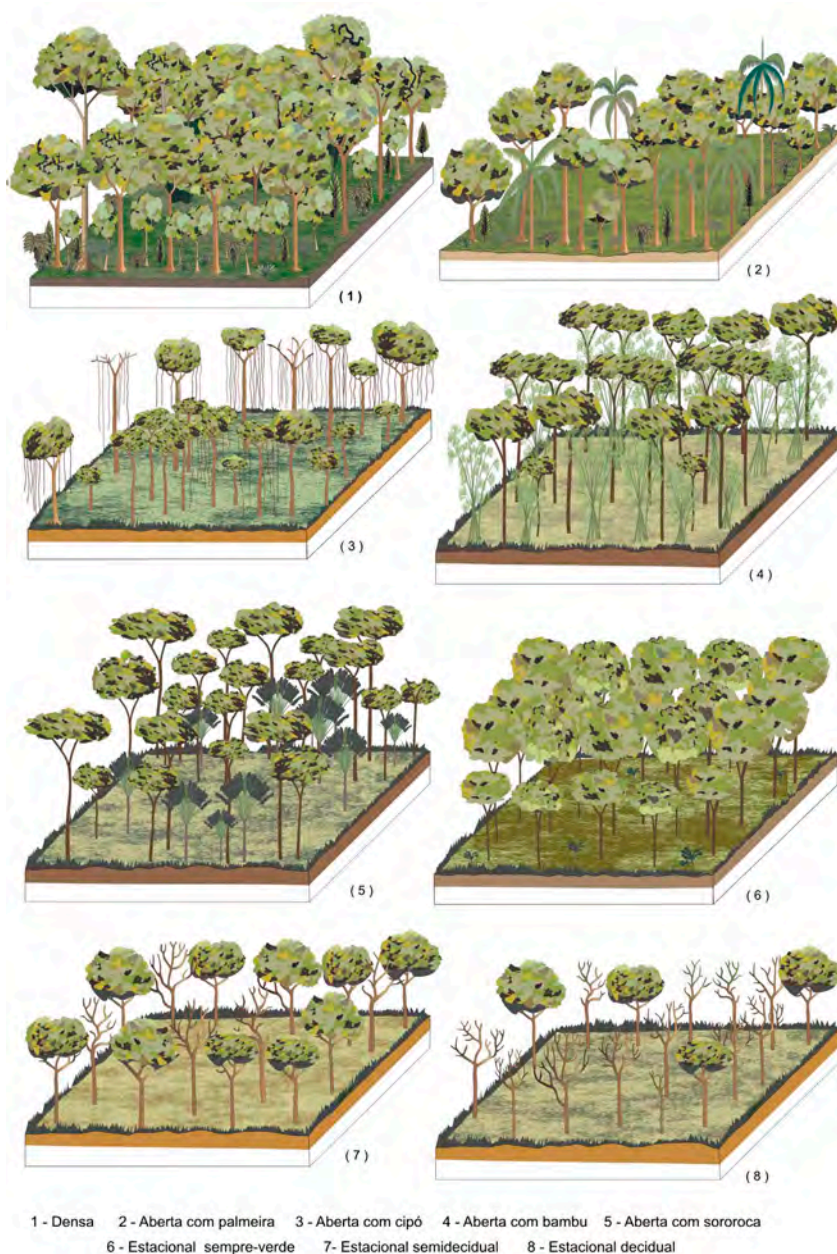 ( 1 )
( 2 )
( 3 )
( 4 )
( 5 )
( 6 )
( 7 )
( 8 )
1 - Densa 2 - Aberta com palmeira 3 - Aberta com cipó 4 - Aberta com bambu 5 - Aberta com sororoca
6 - Estacional sempre-verde 7- Estacional semidecidual 8 - Estacional decidual